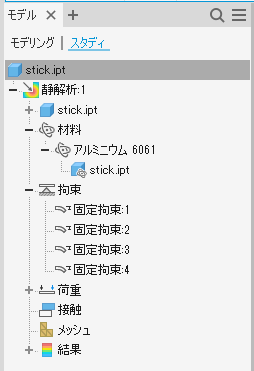 モデル × +
モデリング | スタディ
stick.ipt
静解析:1
stick.ipt
材料
アルミニウム 6061
stick.ipt
拘束
固定拘束:1
固定拘束:2
固定拘束:3
固定拘束:4
荷重
接触
メッシュ
結果